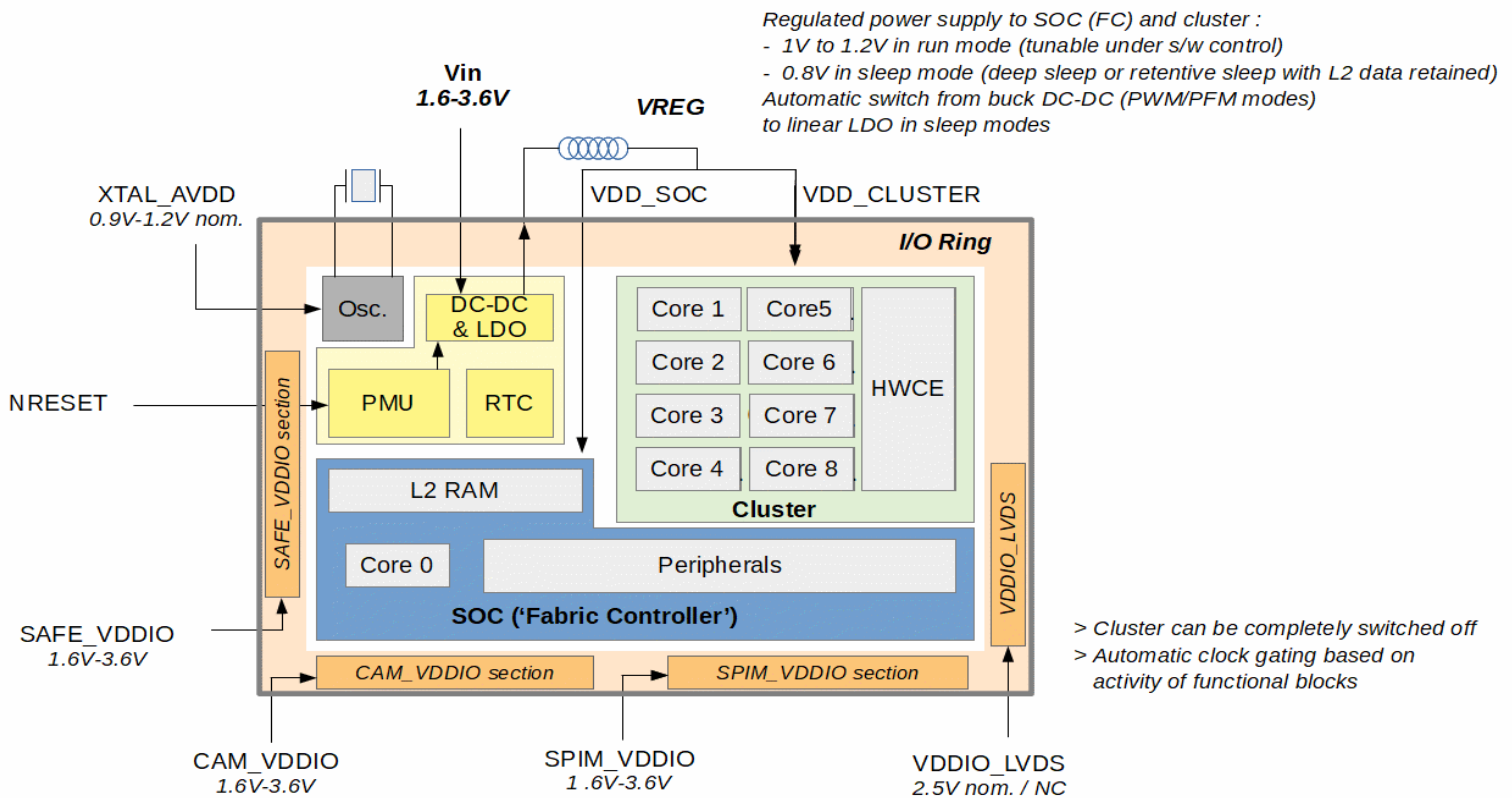 Regulated power supply to SOC (FC) and cluster :
- 1V to 1.2V in run mode (tunable under s/w control)
- 0.8V in sleep mode (deep sleep or retentive sleep with L2 data retained)
Automatic switch from buck DC-DC (PWM/PFM modes)
to linear LDO in sleep modes
Vin
1.6-3.6V
VREG
XTAL_AVDD
0.9V-1.2V nom.
VDD_SOC
VDD_CLUSTER
I/O Ring
Osc.
DC-DC
& LDO
PMU
RTC
Core 1
Core5
Core 2
Core 6
Core 3
Core 7
Core 4
Core 8
HWCE
Cluster
NRESET
SAFE_VDDIO section
L2 RAM
Core 0
Peripherals
SOC (‘Fabric Controller’)
VDDIO_LVDS
SAFE_VDDIO
1.6V-3.6V
CAM_VDDIO section
SPIM_VDDIO section
> Cluster can be completely switched off
> Automatic clock gating based on
activity of functional blocks
CAM_VDDIO
1.6V-3.6V
SPIM_VDDIO
1 .6V-3.6V
VDDIO_LVDS
2.5V nom. / NC